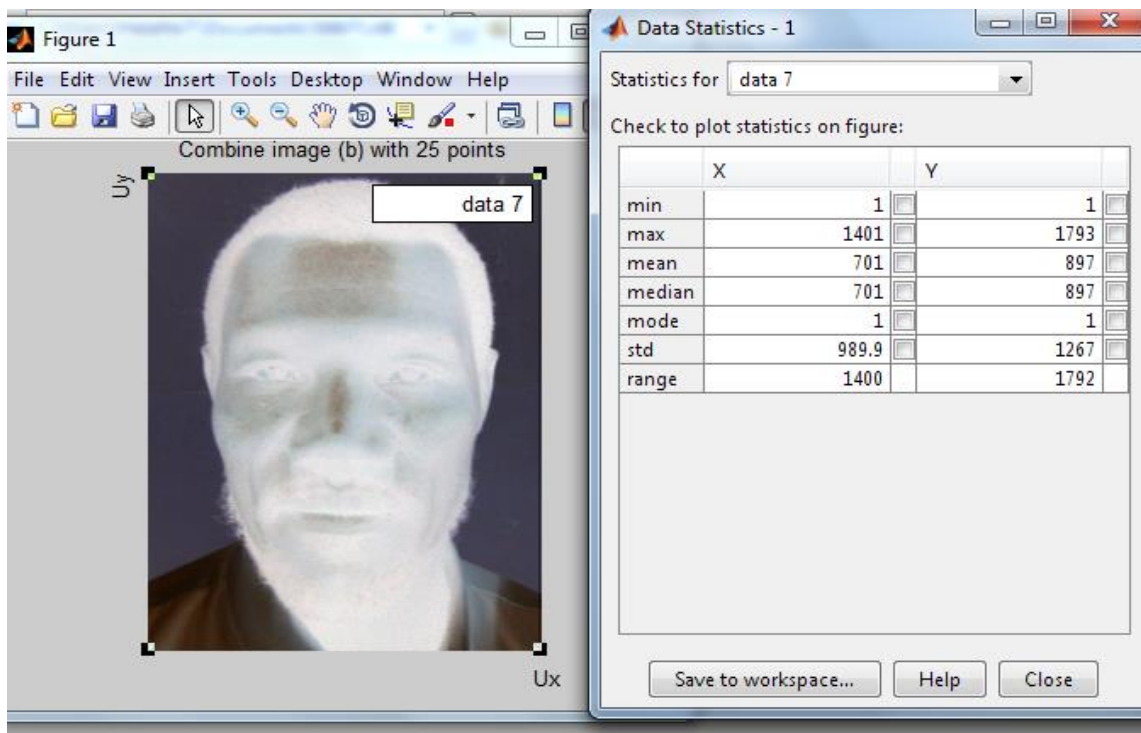 Figure 1
File Edit View Insert Tools Desktop Window Help
Combine image (b) with 25 points
Uy
data 7
Ux
Data Statistics - 1
Statistics for data 7
Check to plot statistics on figure:
X Y
min 1 1
max 1401 1793
mean 701 897
median 701 897
mode 1 1
std 989.9 1267
range 1400 1792
Save to workspace... Help Close